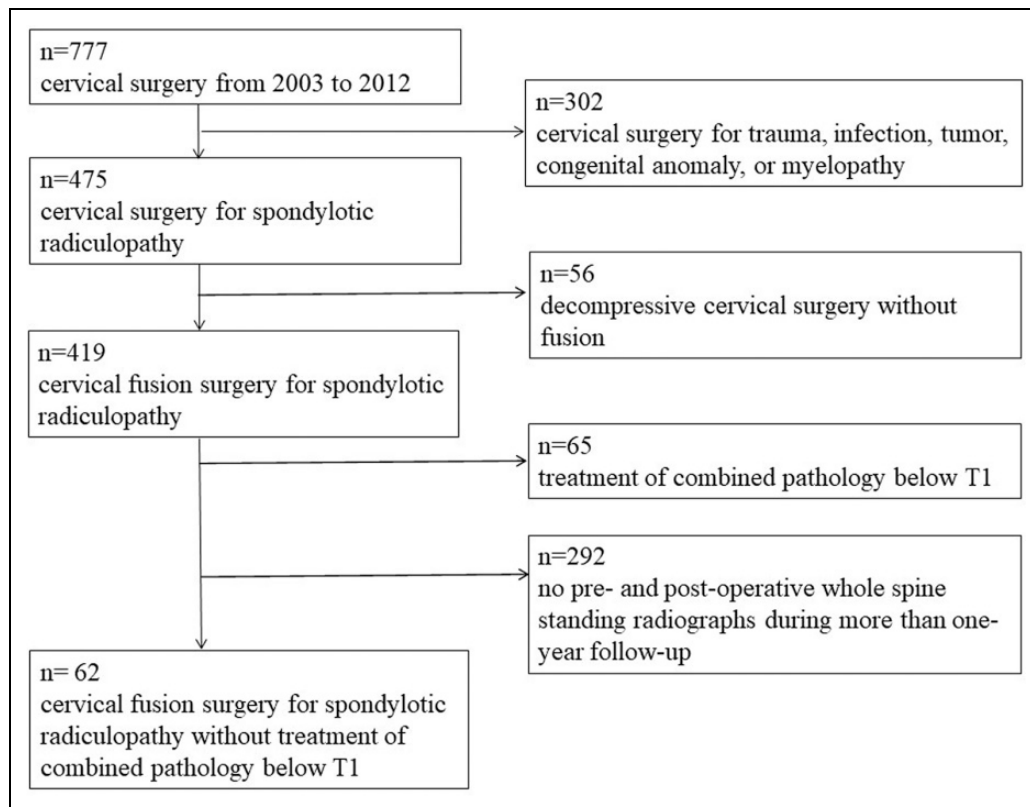 n=777
cervical surgery from 2003 to 2012
n=302
cervical surgery for trauma, infection, tumor,
congenital anomaly, or myelopathy
n=475
cervical surgery for spondylotic
radiculopathy
n=56
decompressive cervical surgery without
fusion
n=419
cervical fusion surgery for spondylotic
radiculopathy
n=65
treatment of combined pathology below T1
n=292
no pre- and post-operative whole spine
standing radiographs during more than one-
year follow-up
n= 62
cervical fusion surgery for spondylotic
radiculopathy without treatment of
combined pathology below T1